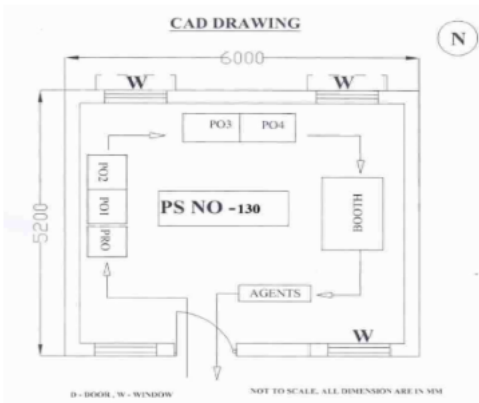 CAD DRAWING
N
6000
W W
PO3 PO4
PO2
PO1
PRO
PS NO -130
BOOTH
5200
AGENTS
W
D - DOOR, W - WINDOW
NOT TO SCALE, ALL DIMENSION ARE IN MM